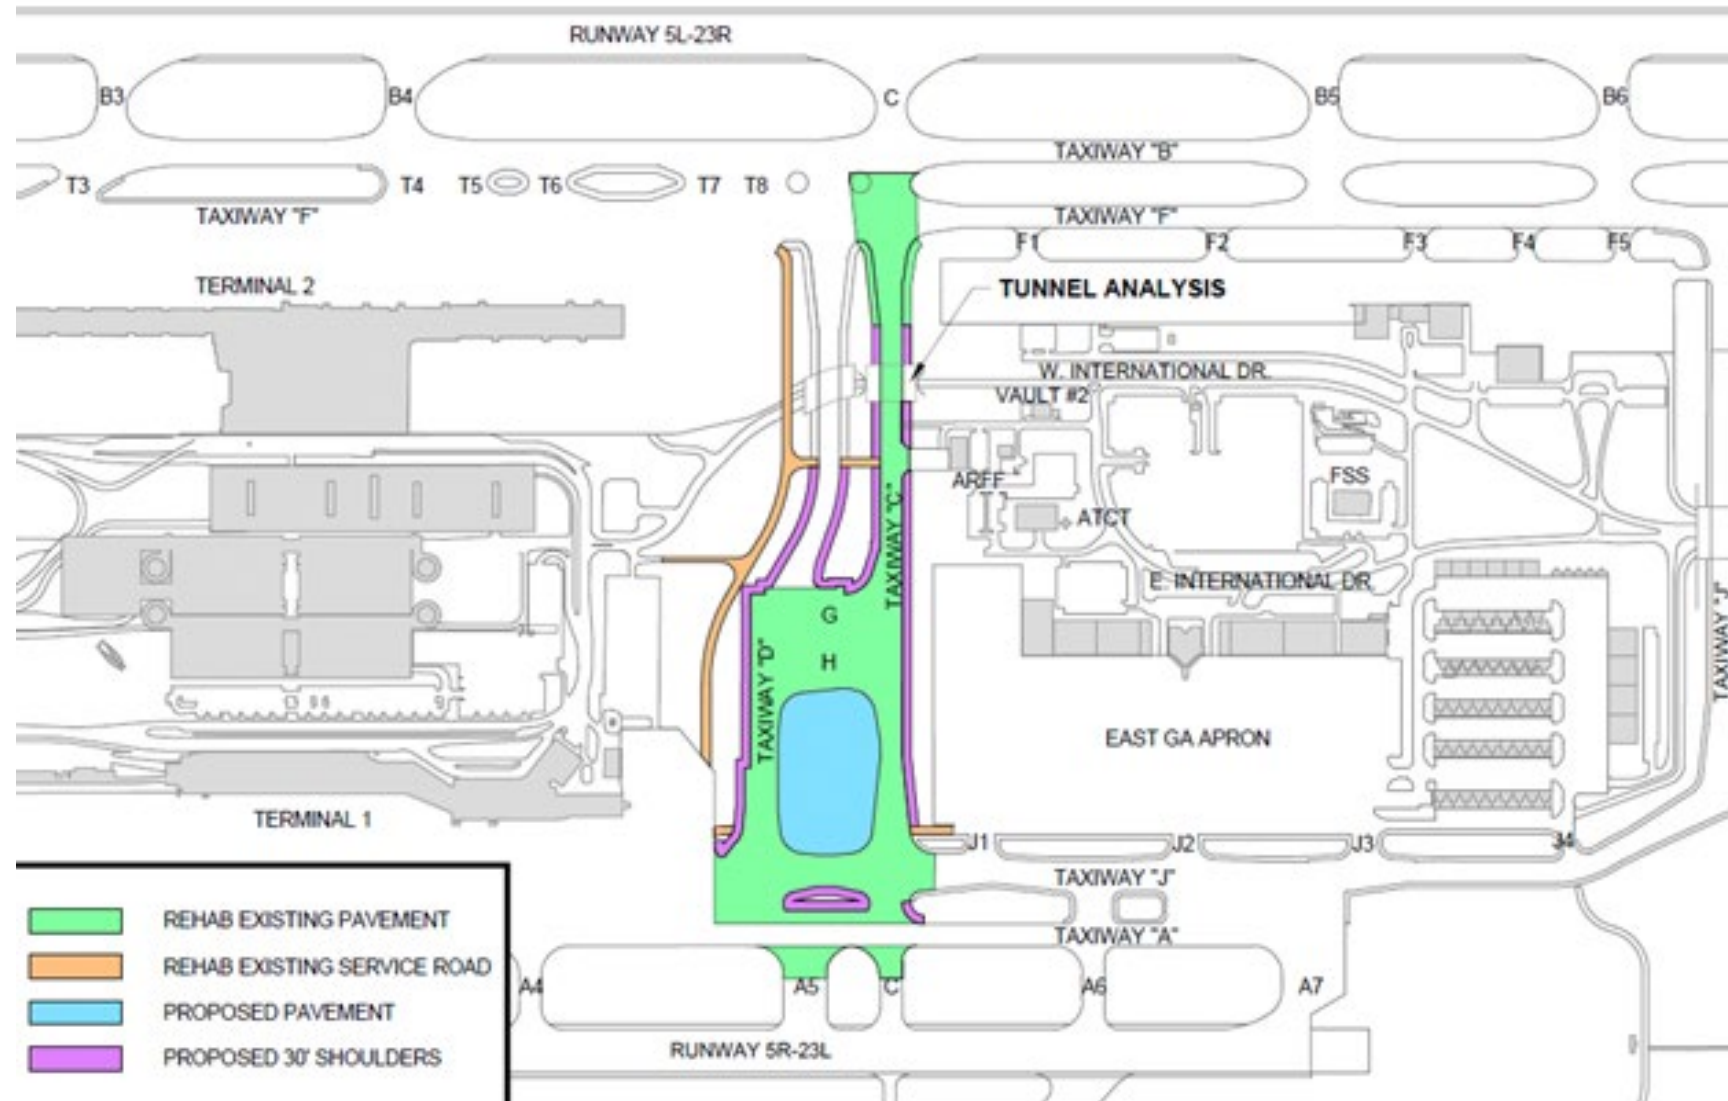 RUNWAY 5L-23R
B3
B4
C
B5
B6
TAXIWAY "B"
T3
T4
T5
T6
T7
T8
TAXIWAY "F"
TAXIWAY "F"
F1
F2
F3
F4
F5
TERMINAL 2
TUNNEL ANALYSIS
W. INTERNATIONAL DR.
VAULT #2
ARFF
FSS
ATCT
TAXIWAY "C"
E. INTERNATIONAL DR.
G
H
TAXIWAY "D"
TAXIWAY "J"
EAST GA APRON
TERMINAL 1
J1
J2
J3
J4
TAXIWAY "J"
TAXIWAY "A"
REHAB EXISTING PAVEMENT
REHAB EXISTING SERVICE ROAD
PROPOSED PAVEMENT
PROPOSED 30' SHOULDERS
A4
A5
C
A6
A7
RUNWAY 5R-23L